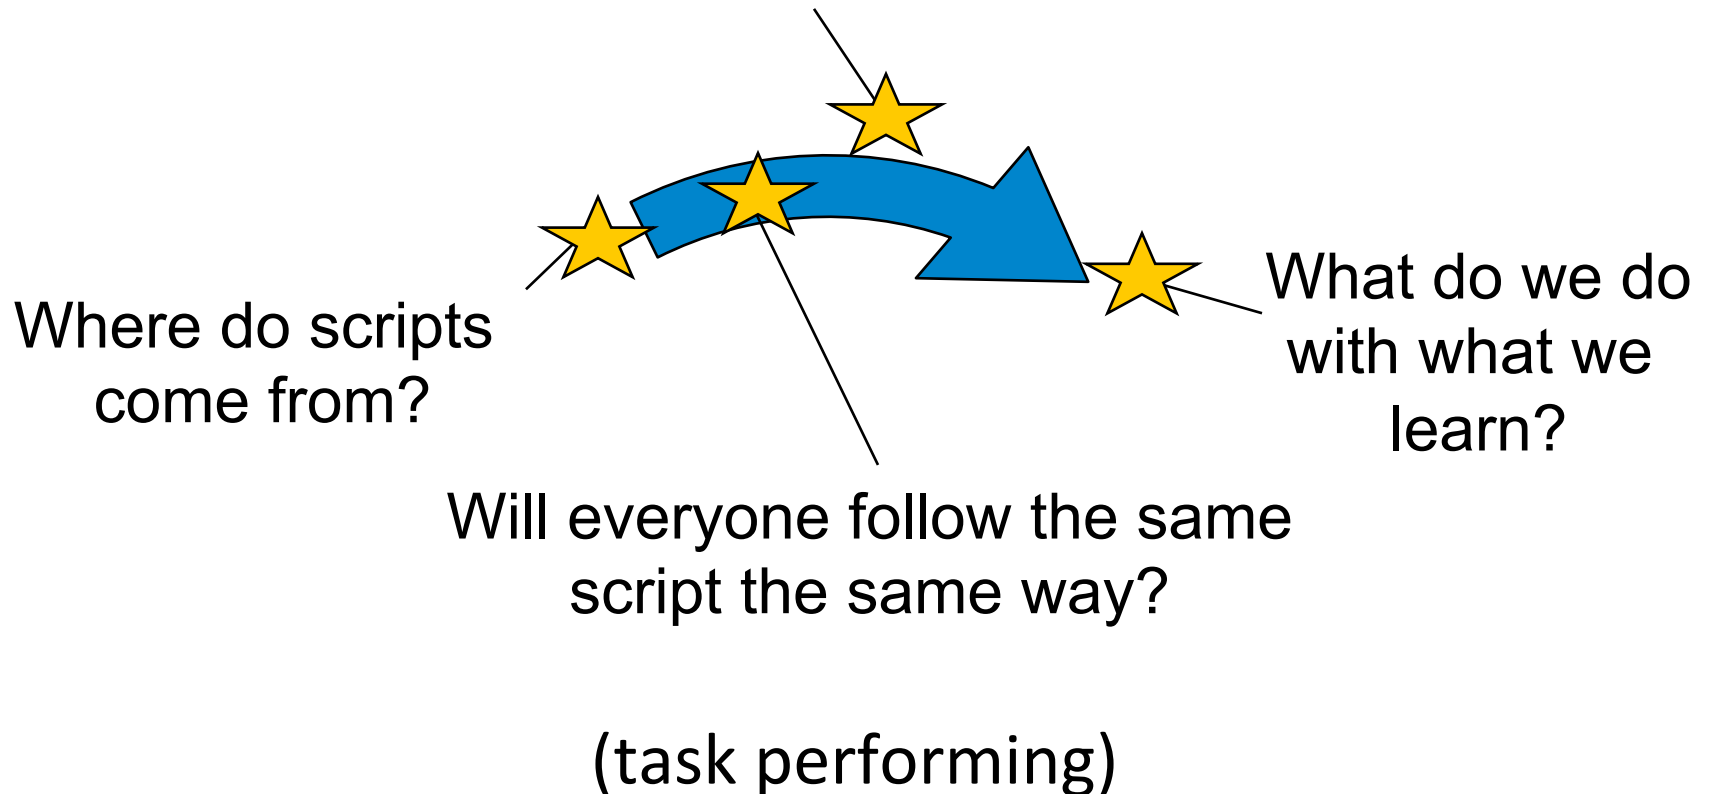 Where do scripts
come from?
What do we do
with what we
learn?
Will everyone follow the same
script the same way?
(task performing)